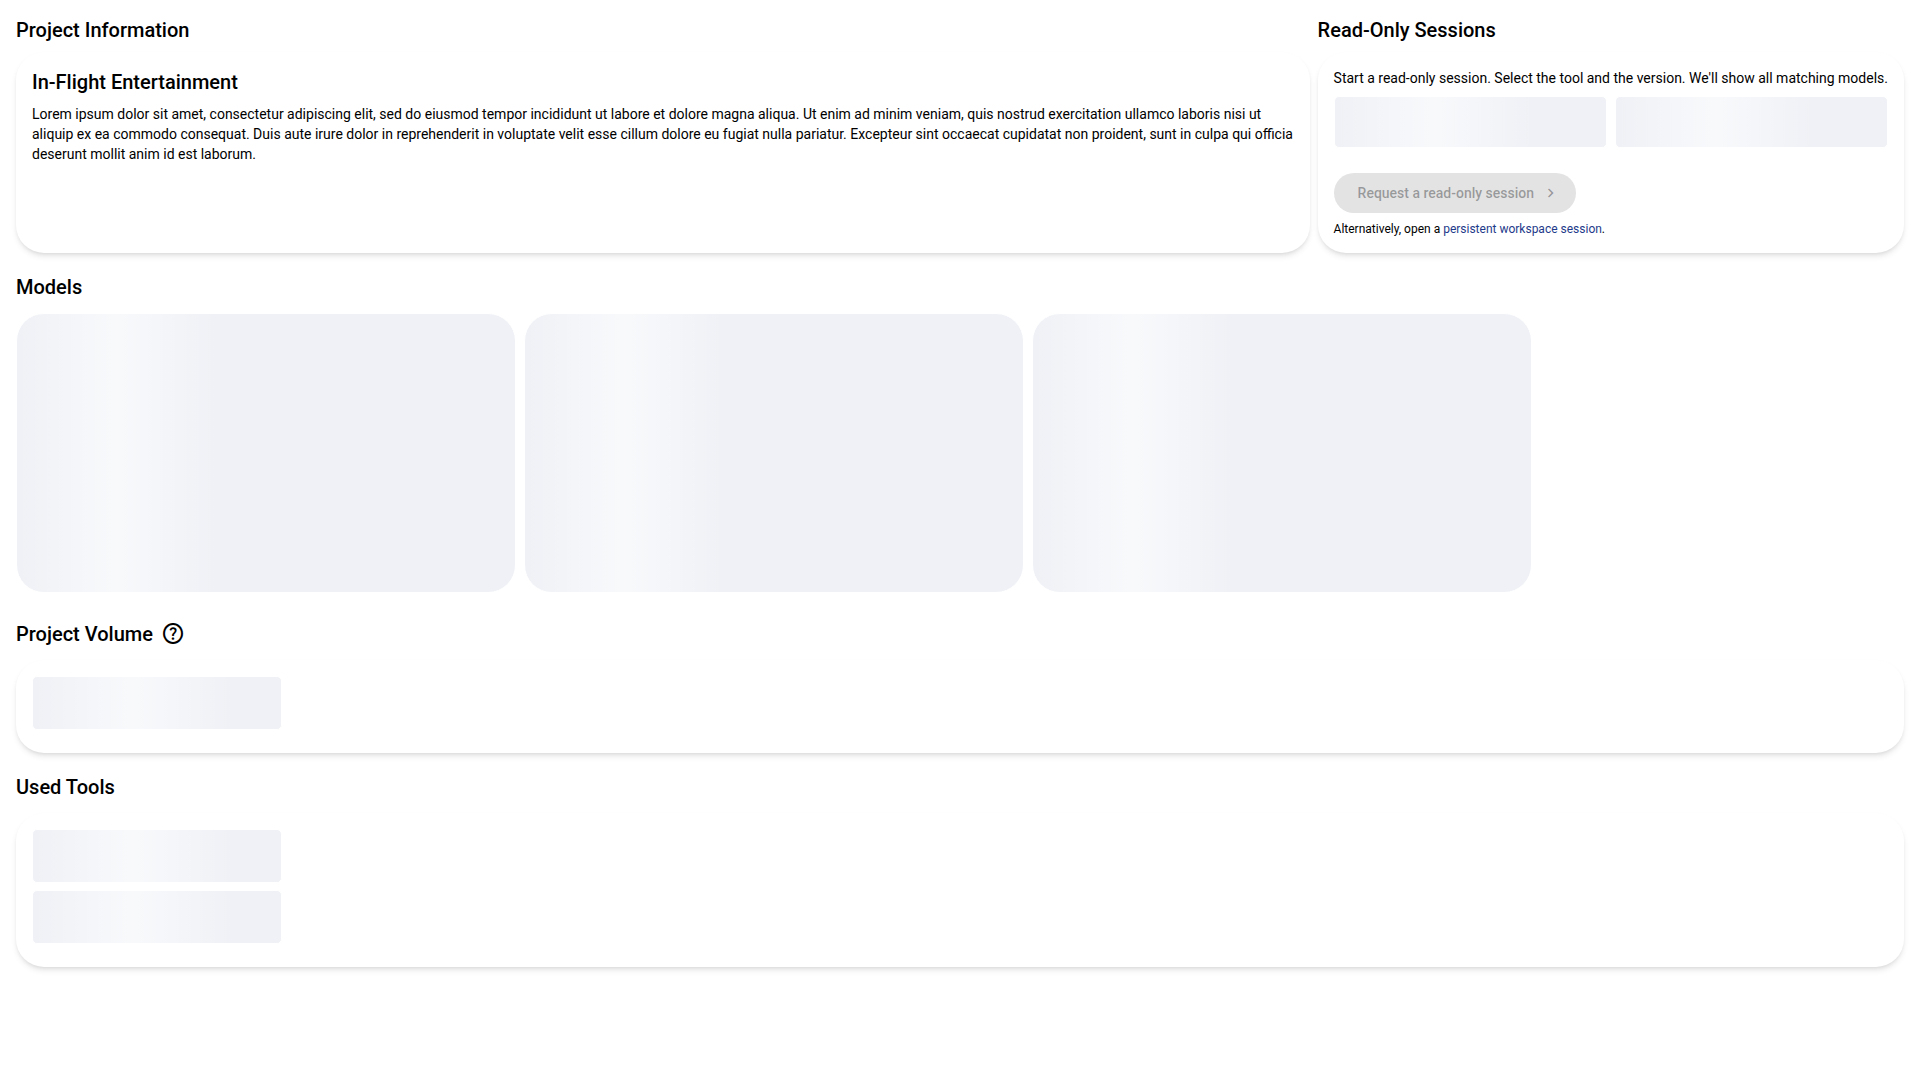 Project Information
Read-Only Sessions
In-Flight Entertainment
Lorem ipsum dolor sit amet, consectetur adipiscing elit, sed do eiusmod tempor incididunt ut labore et dolore magna aliqua. Ut enim ad minim veniam, quis nostrud exercitation ullamco laboris nisi ut
aliquip ex ea commodo consequat. Duis aute irure dolor in reprehenderit in voluptate velit esse cillum dolore eu fugiat nulla pariatur. Excepteur sint occaecat cupidatat non proident, sunt in culpa qui officia
deserunt mollit anim id est laborum.
Start a read-only session. Select the tool and the version. We'll show all matching models.
Request a read-only session
Alternatively, open a persistent workspace session.
Models
Project Volume
Used Tools